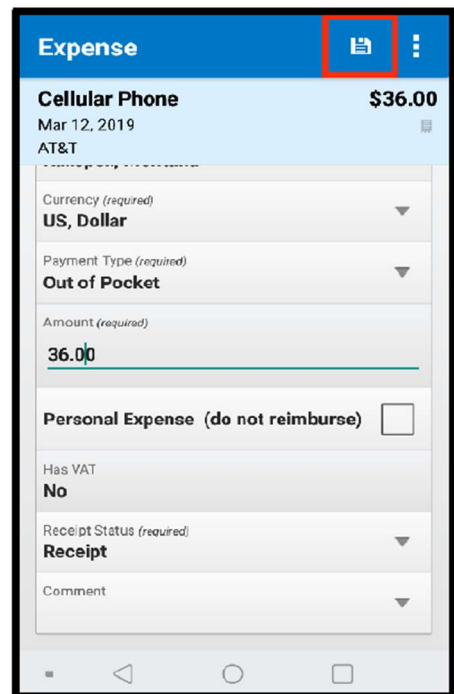 Expense
Cellular Phone $36.00
Mar 12, 2019
AT&T
Currency (required)
US, Dollar
Payment Type (required)
Out of Pocket
Amount (required)
36.00
Personal Expense (do not reimburse)
Has VAT
No
Receipt Status (required)
Receipt
Comment